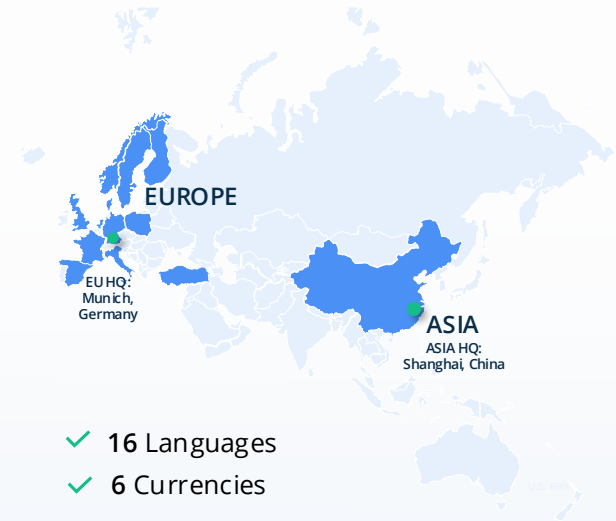 EUROPE
EU HQ:
Munich,
Germany
ASIA
ASIA HQ:
Shanghai, China
16 Languages
6 Currencies